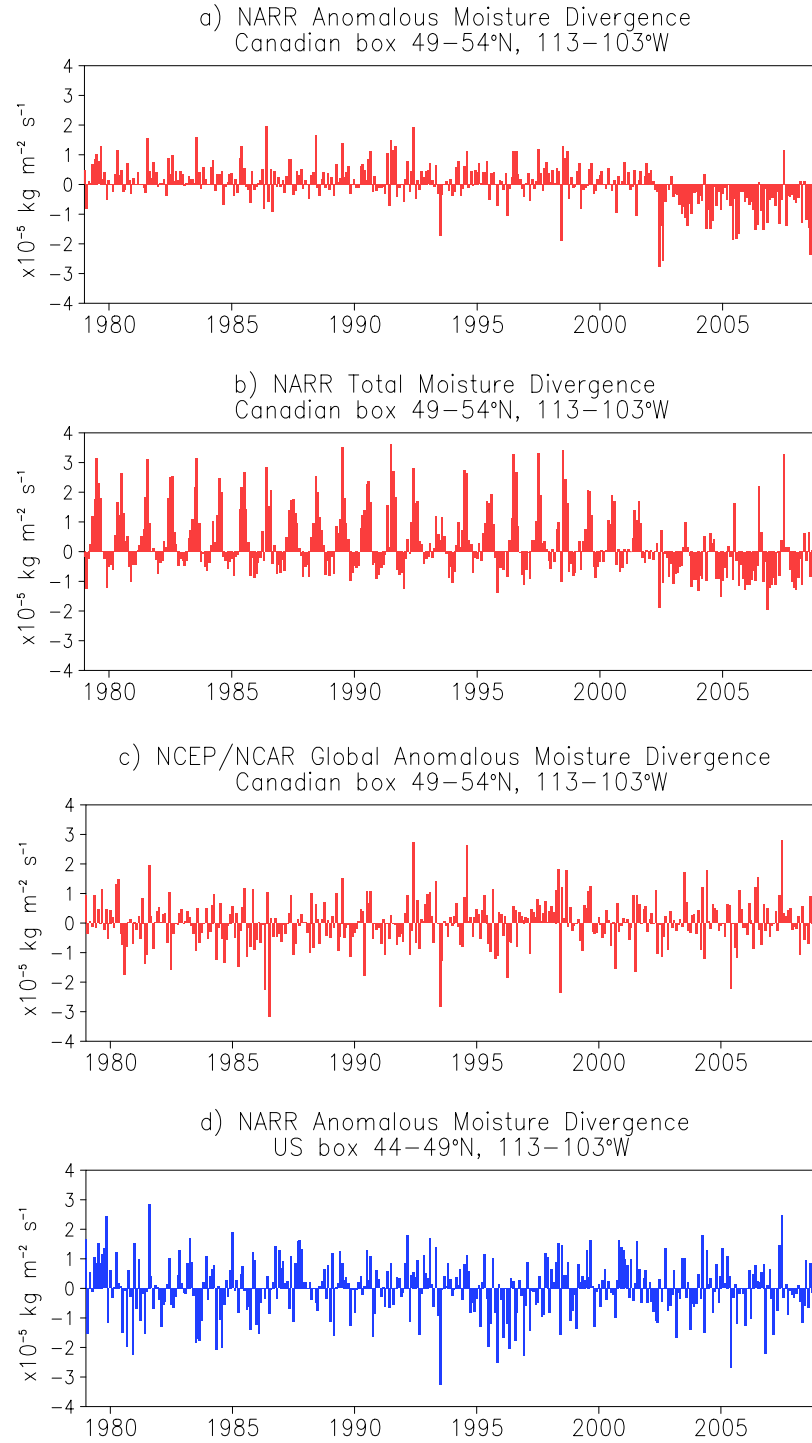 a) NARR Anomalous Moisture Divergence
Canadian box 49−54°N, 113−103°W
x10⁻⁵ kg m⁻² s⁻¹
4
3
2
1
0
−1
−2
−3
−4
1980 1985 1990 1995 2000 2005
b) NARR Total Moisture Divergence
Canadian box 49−54°N, 113−103°W
x10⁻⁵ kg m⁻² s⁻¹
4
3
2
1
0
−1
−2
−3
−4
1980 1985 1990 1995 2000 2005
c) NCEP/NCAR Global Anomalous Moisture Divergence
Canadian box 49−54°N, 113−103°W
x10⁻⁵ kg m⁻² s⁻¹
4
3
2
1
0
−1
−2
−3
−4
1980 1985 1990 1995 2000 2005
d) NARR Anomalous Moisture Divergence
US box 44−49°N, 113−103°W
x10⁻⁵ kg m⁻² s⁻¹
4
3
2
1
0
−1
−2
−3
−4
1980 1985 1990 1995 2000 2005